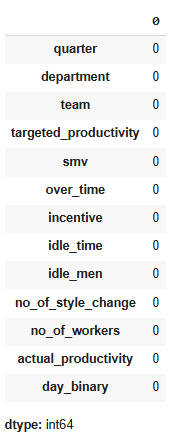 0
quarter 0
department 0
team 0
targeted_productivity 0
smv 0
over_time 0
incentive 0
idle_time 0
idle_men 0
no_of_style_change 0
no_of_workers 0
actual_productivity 0
day_binary 0
dtype: int64